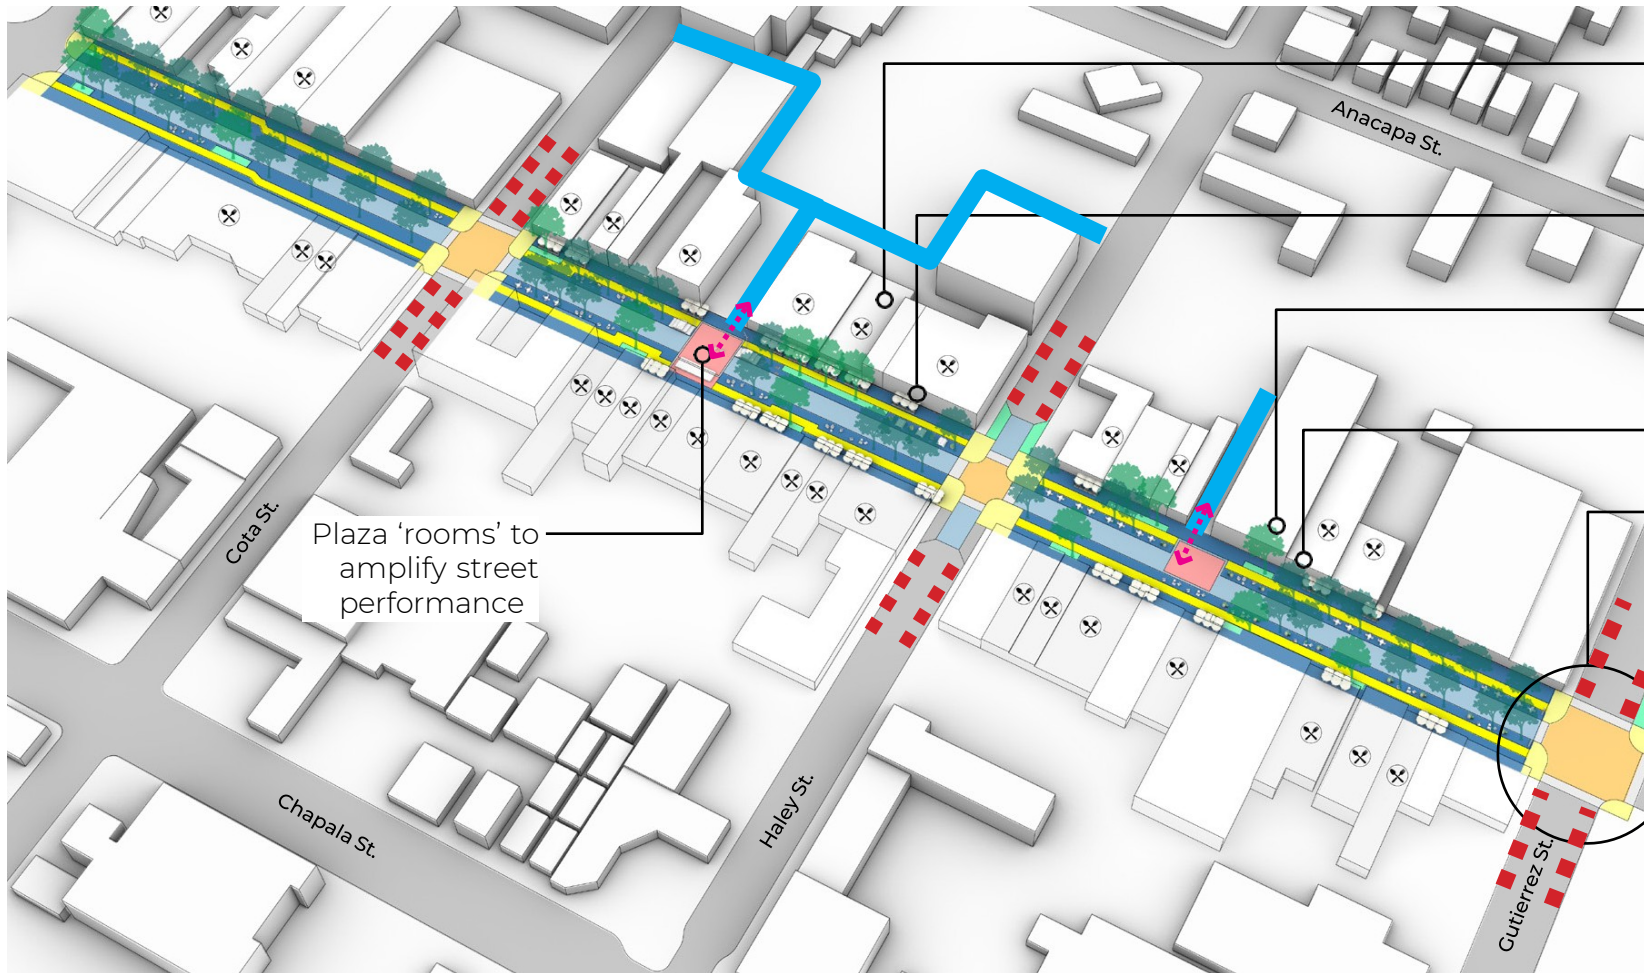 Anacapa St.
Cota St.
Plaza ‘rooms’ to
amplify street
performance
Chapala St.
Haley St.
Gutierrez St.